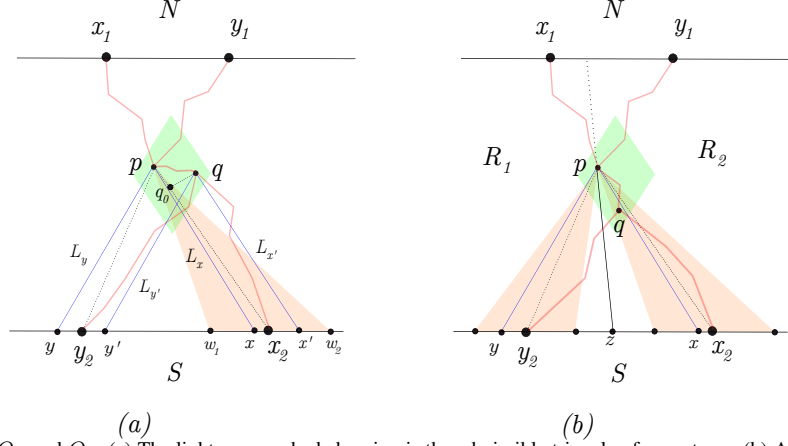 N
x1 y1
p q
q0
Ly Lx Lx'
Ly'
y y2 y' w1 x x2 x' w2
S
(a)
N
x1 y1
R1 R2
p
q
y y2 z x x2
S
(b)